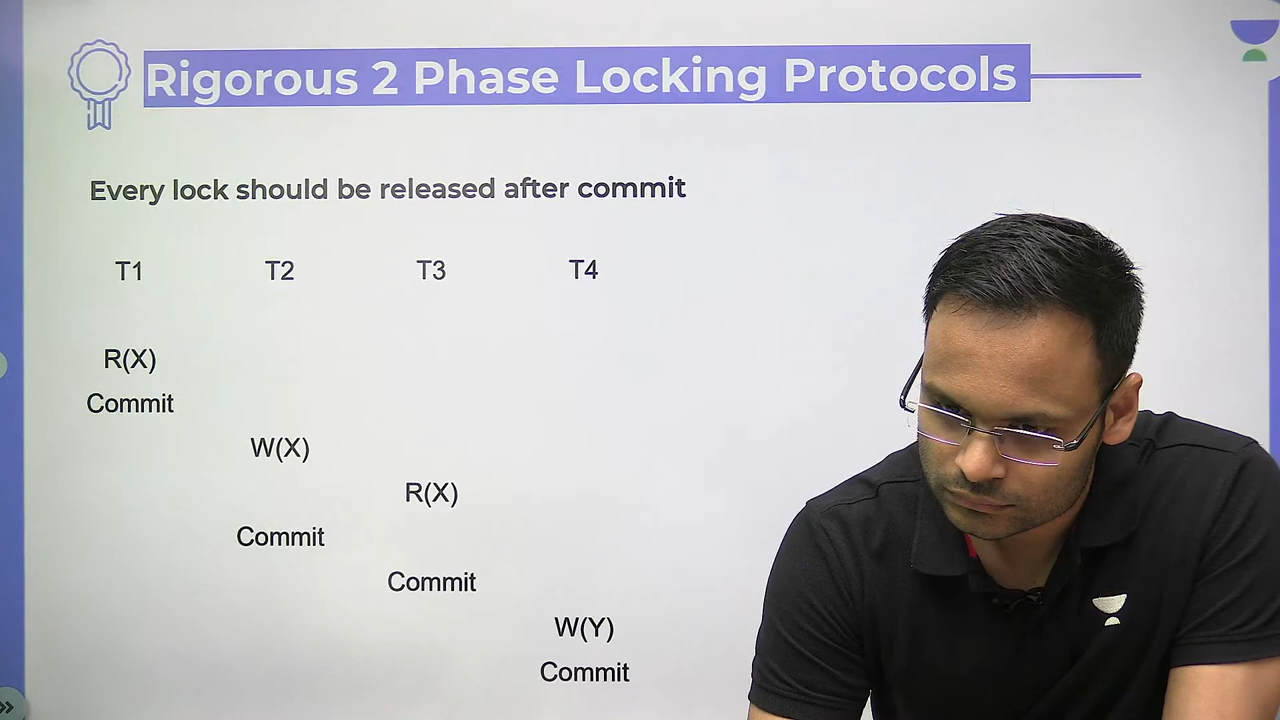 Rigorous 2 Phase Locking Protocols
Every lock should be released after commit
T1 T2 T3 T4
R(X)
Commit
W(X)
R(X)
Commit
Commit
W(Y)
Commit